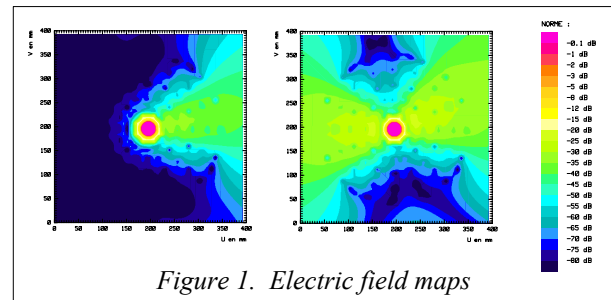 V en mm
400
350
300
250
200
150
100
50
0
0 50 100 150 200 250 300 350 400
U en mm
V en mm
400
350
300
250
200
150
100
50
0
0 50 100 150 200 250 300 350 400
U en mm
NORME :
-0.1 dB
-1 dB
-2 dB
-3 dB
-5 dB
-8 dB
-12 dB
-15 dB
-20 dB
-25 dB
-30 dB
-35 dB
-40 dB
-45 dB
-50 dB
-55 dB
-60 dB
-65 dB
-70 dB
-75 dB
-80 dB
Figure 1. Electric field maps